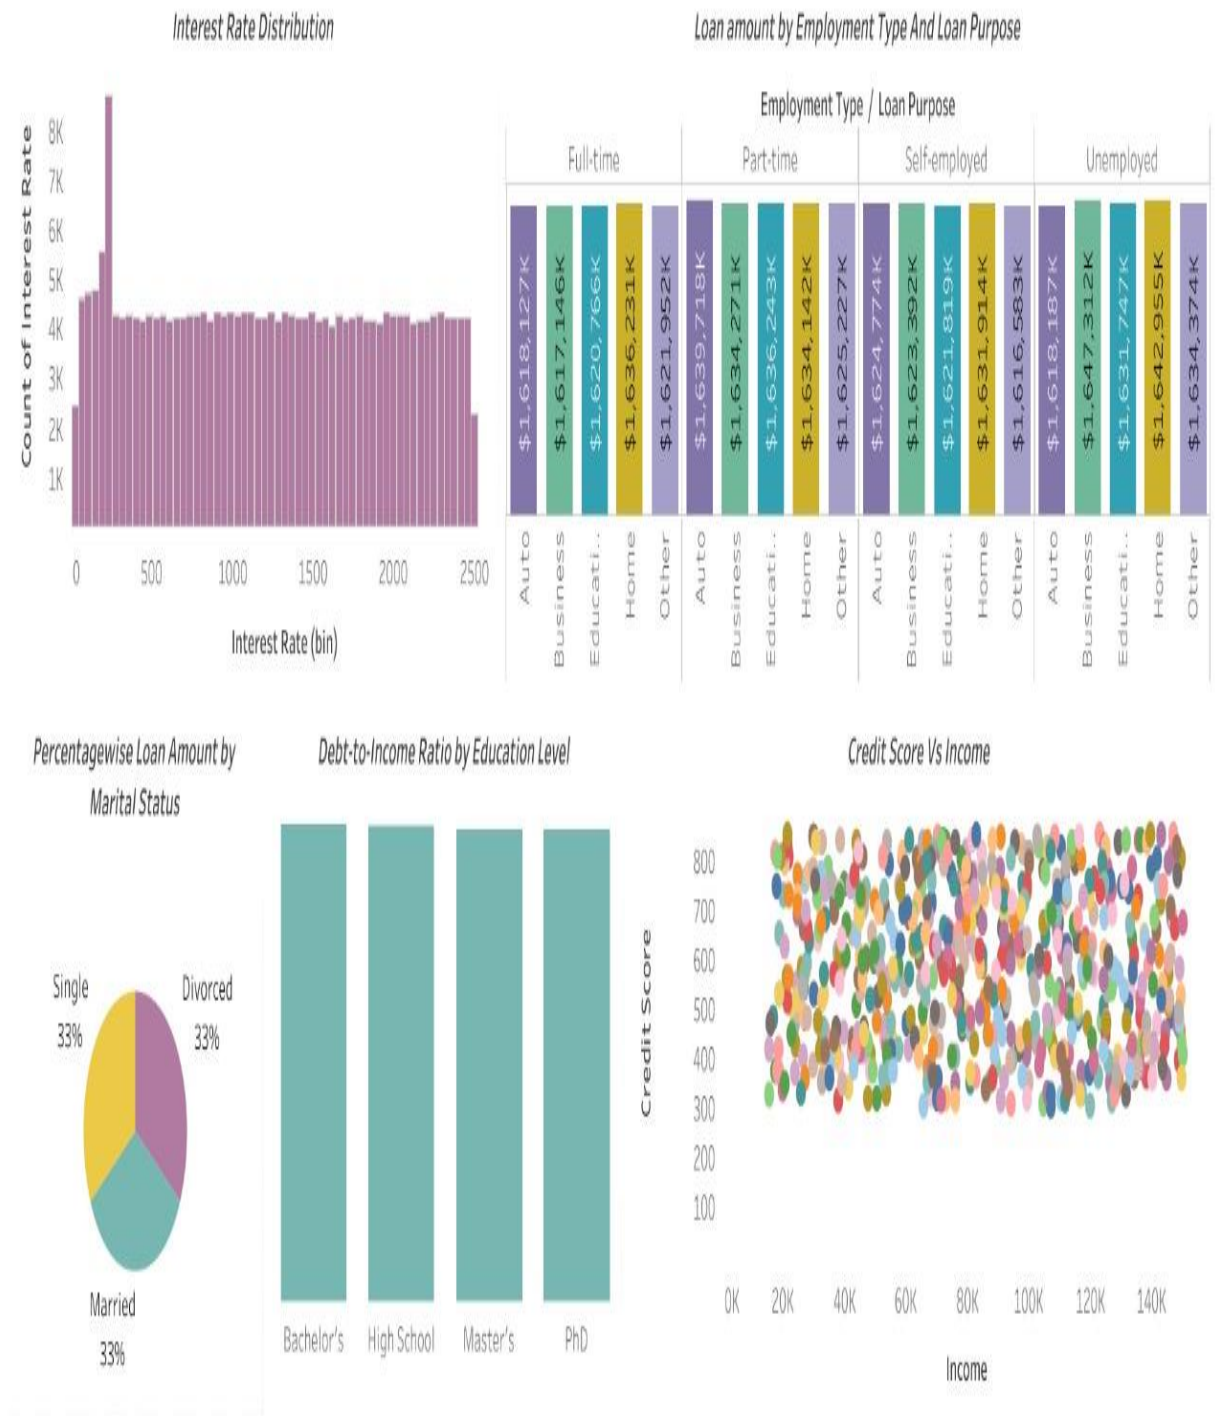 Interest Rate Distribution
Count of Interest Rate
8K
7K
6K
5K
4K
3K
2K
1K
0 500 1000 1500 2000 2500
Interest Rate (bin)
Loan amount by Employment Type And Loan Purpose
Employment Type / Loan Purpose
Full-time Part-time Self-employed Unemployed
$1,618,127K
$1,617,146K
$1,620,766K
$1,636,231K
$1,621,952K
$1,639,718K
$1,634,271K
$1,636,243K
$1,634,142K
$1,625,227K
$1,624,774K
$1,623,392K
$1,621,819K
$1,631,914K
$1,616,583K
$1,618,187K
$1,647,312K
$1,631,747K
$1,642,955K
$1,634,374K
Auto
Business
Educati..
Home
Other
Auto
Business
Educati..
Home
Other
Auto
Business
Educati..
Home
Other
Auto
Business
Educati..
Home
Other
Percentagewise Loan Amount by
Marital Status
Single
33%
Divorced
33%
Married
33%
Debt-to-Income Ratio by Education Level
Bachelor's High School Master's PhD
Credit Score Vs Income
Credit Score
800
700
600
500
400
300
200
100
0K 20K 40K 60K 80K 100K 120K 140K
Income